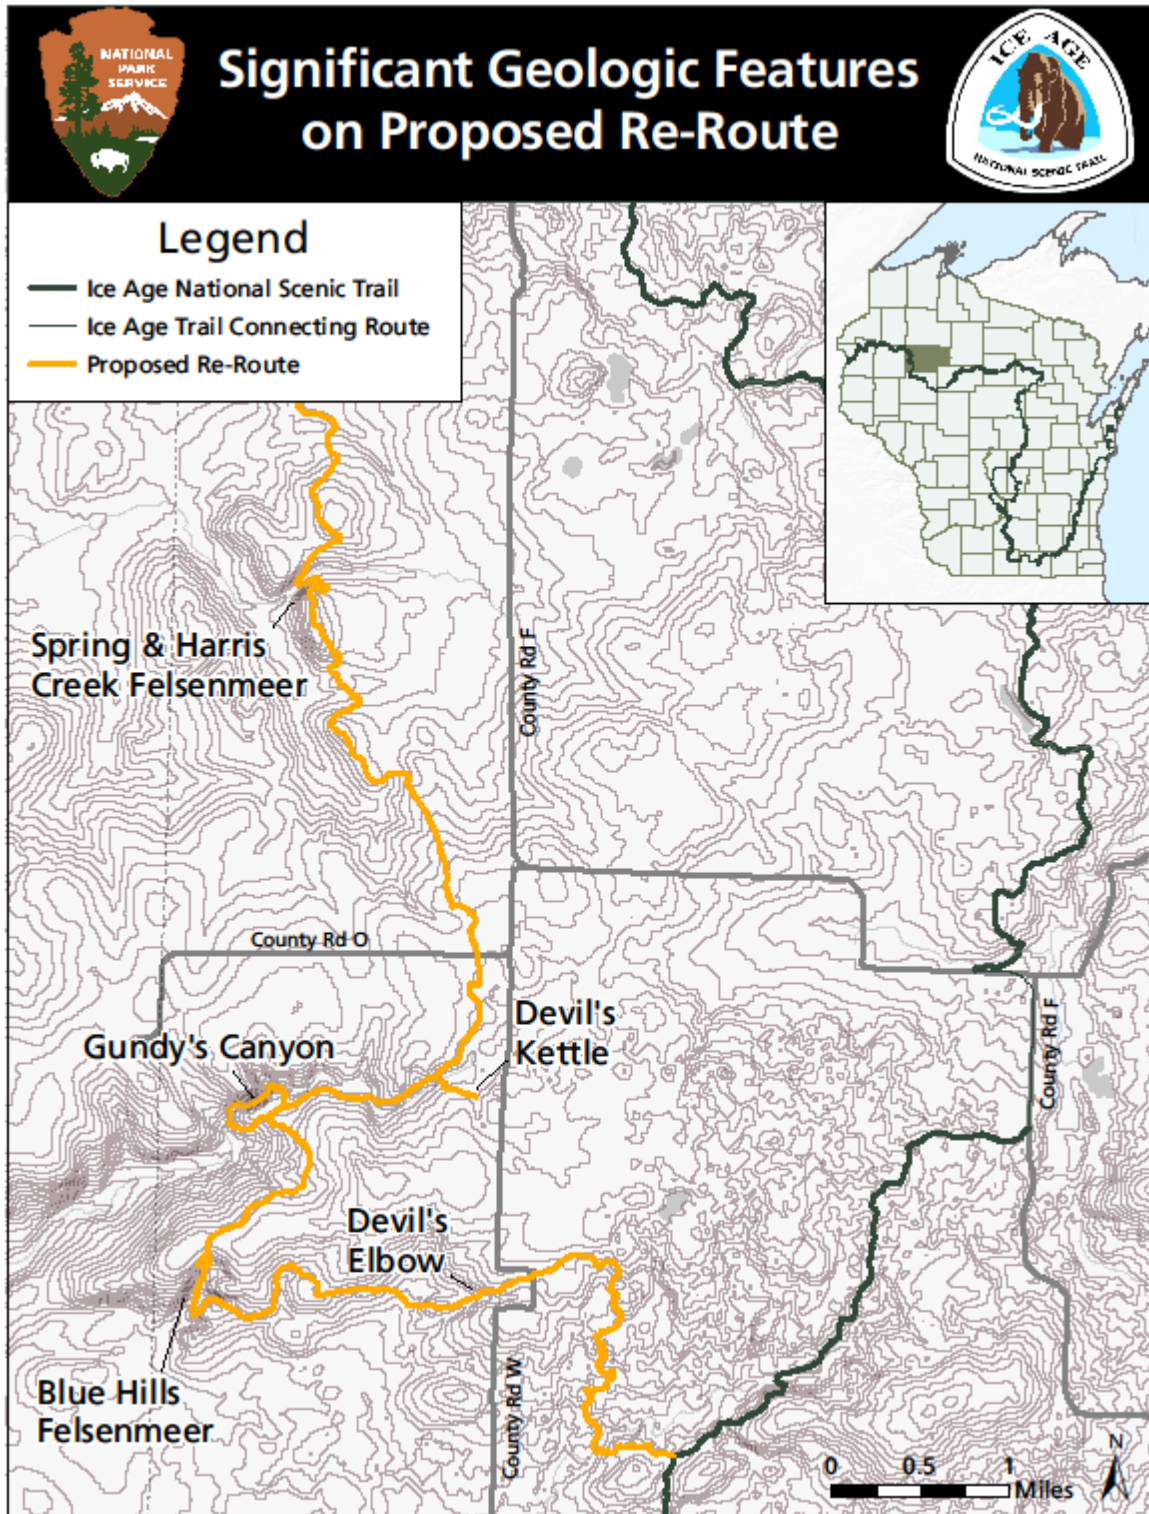 NATIONAL
PARK
SERVICE
Significant Geologic Features
on Proposed Re-Route
ICE AGE
NATIONAL SCENIC TRAIL
Legend
Ice Age National Scenic Trail
Ice Age Trail Connecting Route
Proposed Re-Route
Spring & Harris
Creek Felsenmeer
County Rd F
County Rd O
Gundy's Canyon
Devil's
Kettle
County Rd F
Devil's
Elbow
Blue Hills
Felsenmeer
County Rd W
N
0 0.5 1
Miles